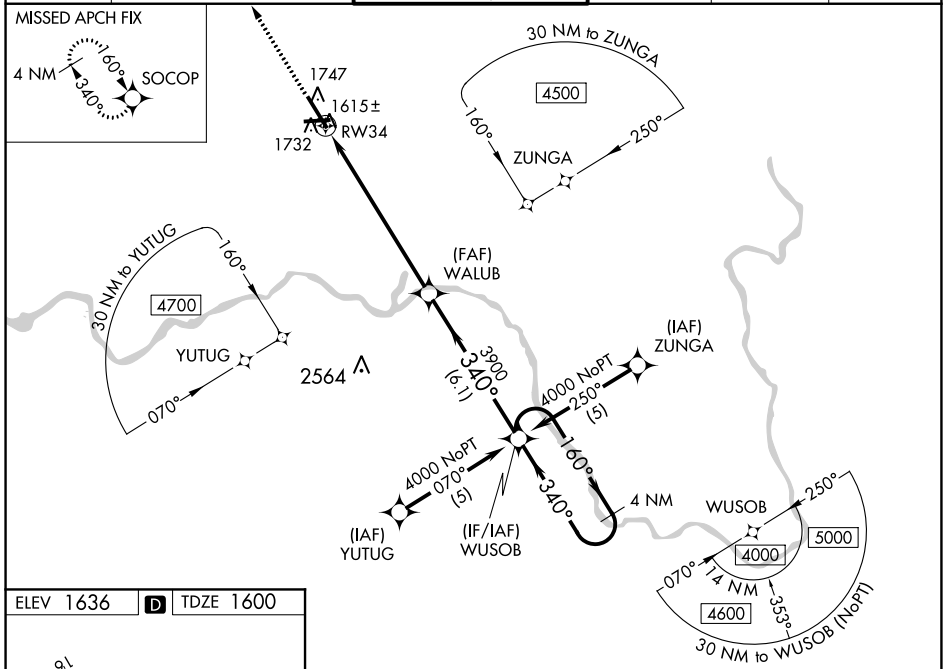 MISSED APCH FIX
4 NM
160°
340°
SOCOP
1747
1615±
1732
RW34
30 NM to ZUNGA
4500
160°
250°
ZUNGA
30 NM to YUTUG
160°
4700
YUTUG
070°
(FAF)
WALUB
2564
3900
340°
(6.1)
(IAF)
ZUNGA
4000 NoPT
250°
(5)
4000 NoPT
070°
(5)
160°
340°
4 NM
(IAF)
YUTUG
(IF/IAF)
WUSOB
WUSOB
250°
5000
4000
070°
14 NM
353°
4600
30 NM to WUSOB (NoPT)
ELEV 1636
D
TDZE 1600
16